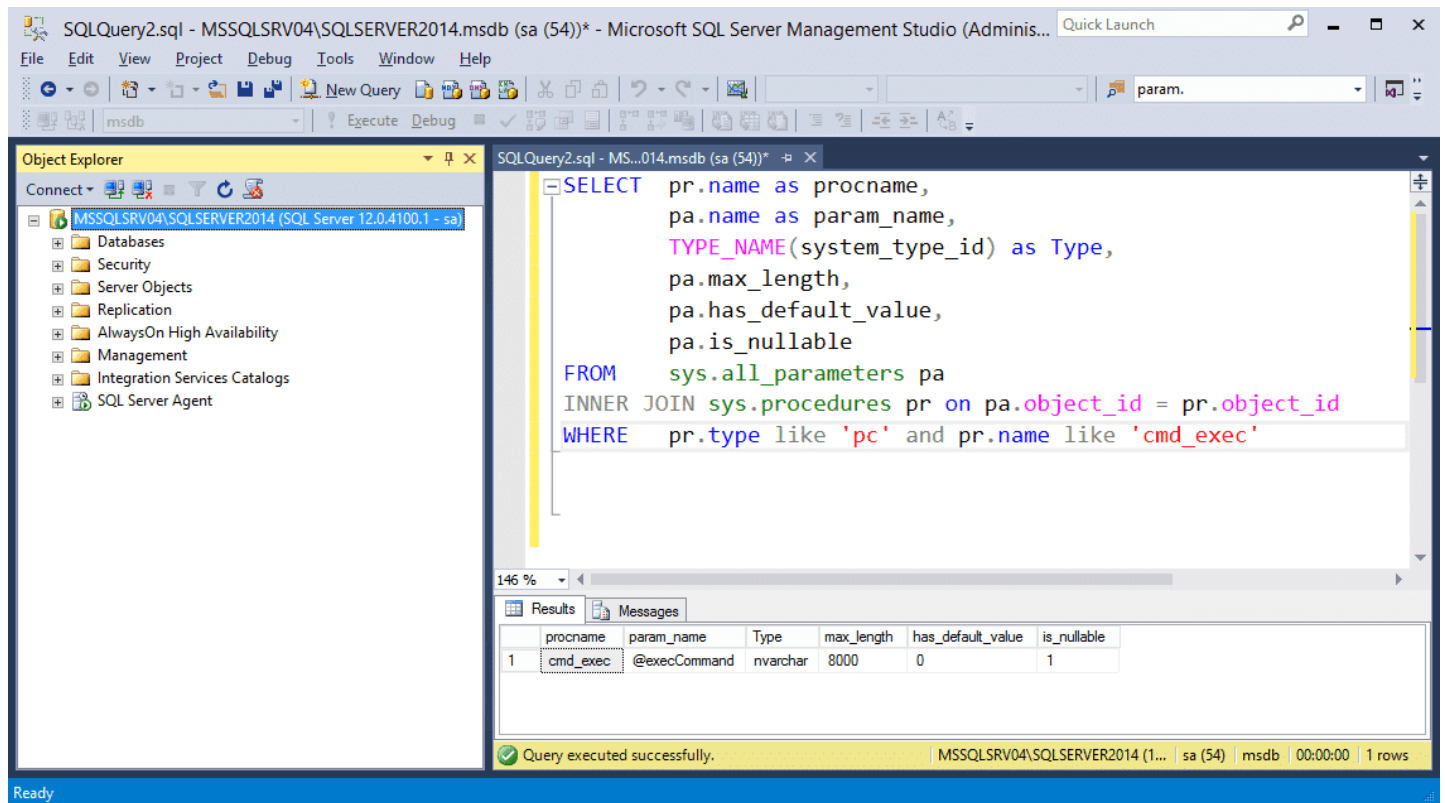 SQLQuery2.sql - MSSQLSRV04\SQLSERVER2014.msdb (sa (54))* - Microsoft SQL Server Management Studio (Adminis...
Quick Launch
File Edit View Project Debug Tools Window Help
New Query
param.
msdb
Execute Debug
Object Explorer
SQLQuery2.sql - MS...014.msdb (sa (54))*
Connect
MSSQLSRV04\SQLSERVER2014 (SQL Server 12.0.4100.1 - sa)
Databases
Security
Server Objects
Replication
AlwaysOn High Availability
Management
Integration Services Catalogs
SQL Server Agent
SELECT pr.name as procname,
pa.name as param_name,
TYPE_NAME(system_type_id) as Type,
pa.max_length,
pa.has_default_value,
pa.is_nullable
FROM sys.all_parameters pa
INNER JOIN sys.procedures pr on pa.object_id = pr.object_id
WHERE pr.type like 'pc' and pr.name like 'cmd_exec'
146 %
Results Messages
procname param_name Type max_length has_default_value is_nullable
1 cmd_exec @execCommand nvarchar 8000 0 1
Query executed successfully.
MSSQLSRV04\SQLSERVER2014 (1... sa (54) msdb 00:00:00 1 rows
Ready